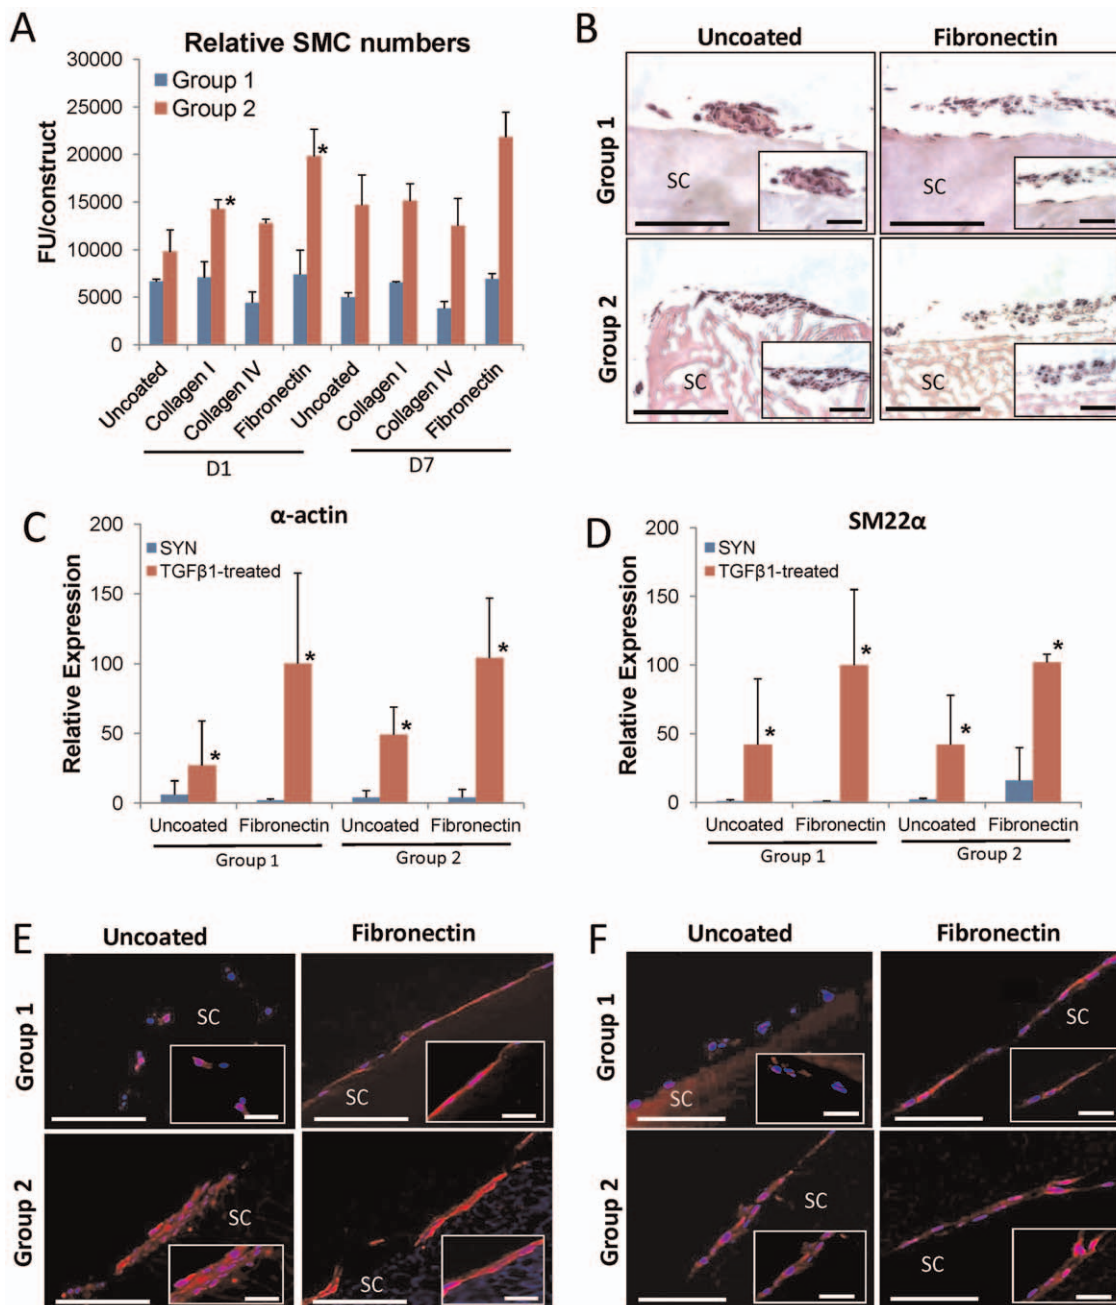 A
Relative SMC numbers
Group 1
Group 2
FU/construct
30000
25000
20000
15000
10000
5000
0
Uncoated
Collagen I
Collagen IV
Fibronectin
Uncoated
Collagen I
Collagen IV
Fibronectin
*
*
D1
D7
B
Uncoated
Fibronectin
Group 1
SC
SC
Group 2
SC
SC
C
α-actin
SYN
TGFβ1-treated
Relative Expression
200
150
100
50
0
*
*
*
*
Uncoated
Fibronectin
Uncoated
Fibronectin
Group 1
Group 2
D
SM22α
SYN
TGFβ1-treated
Relative Expression
200
150
100
50
0
*
*
*
*
Uncoated
Fibronectin
Uncoated
Fibronectin
Group 1
Group 2
E
Uncoated
Fibronectin
Group 1
SC
SC
Group 2
SC
SC
F
Uncoated
Fibronectin
Group 1
SC
SC
Group 2
SC
SC